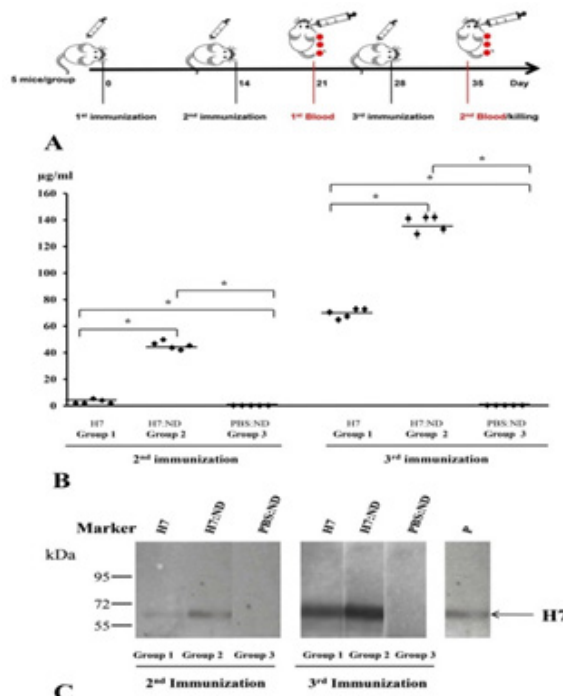 5 mice/group
0 14 21 28 35 Day
1st immunization 2nd immunization 1st Blood 3rd immunization 2nd Blood/killing
A
µg/ml
160
140
120
100
80
60
40
20
0
* * * * * *
H7 H7:ND PBS:ND H7 H7:ND PBS:ND
Group 1 Group 2 Group 3 Group 1 Group 2 Group 3
2nd immunization 3rd immunization
B
Marker H7 H7:ND PBS:ND H7 H7:ND PBS:ND P
kDa
95
72
55
H7
Group 1 Group 2 Group 3 Group 1 Group 2 Group 3
2nd Immunization 3rd Immunization
C